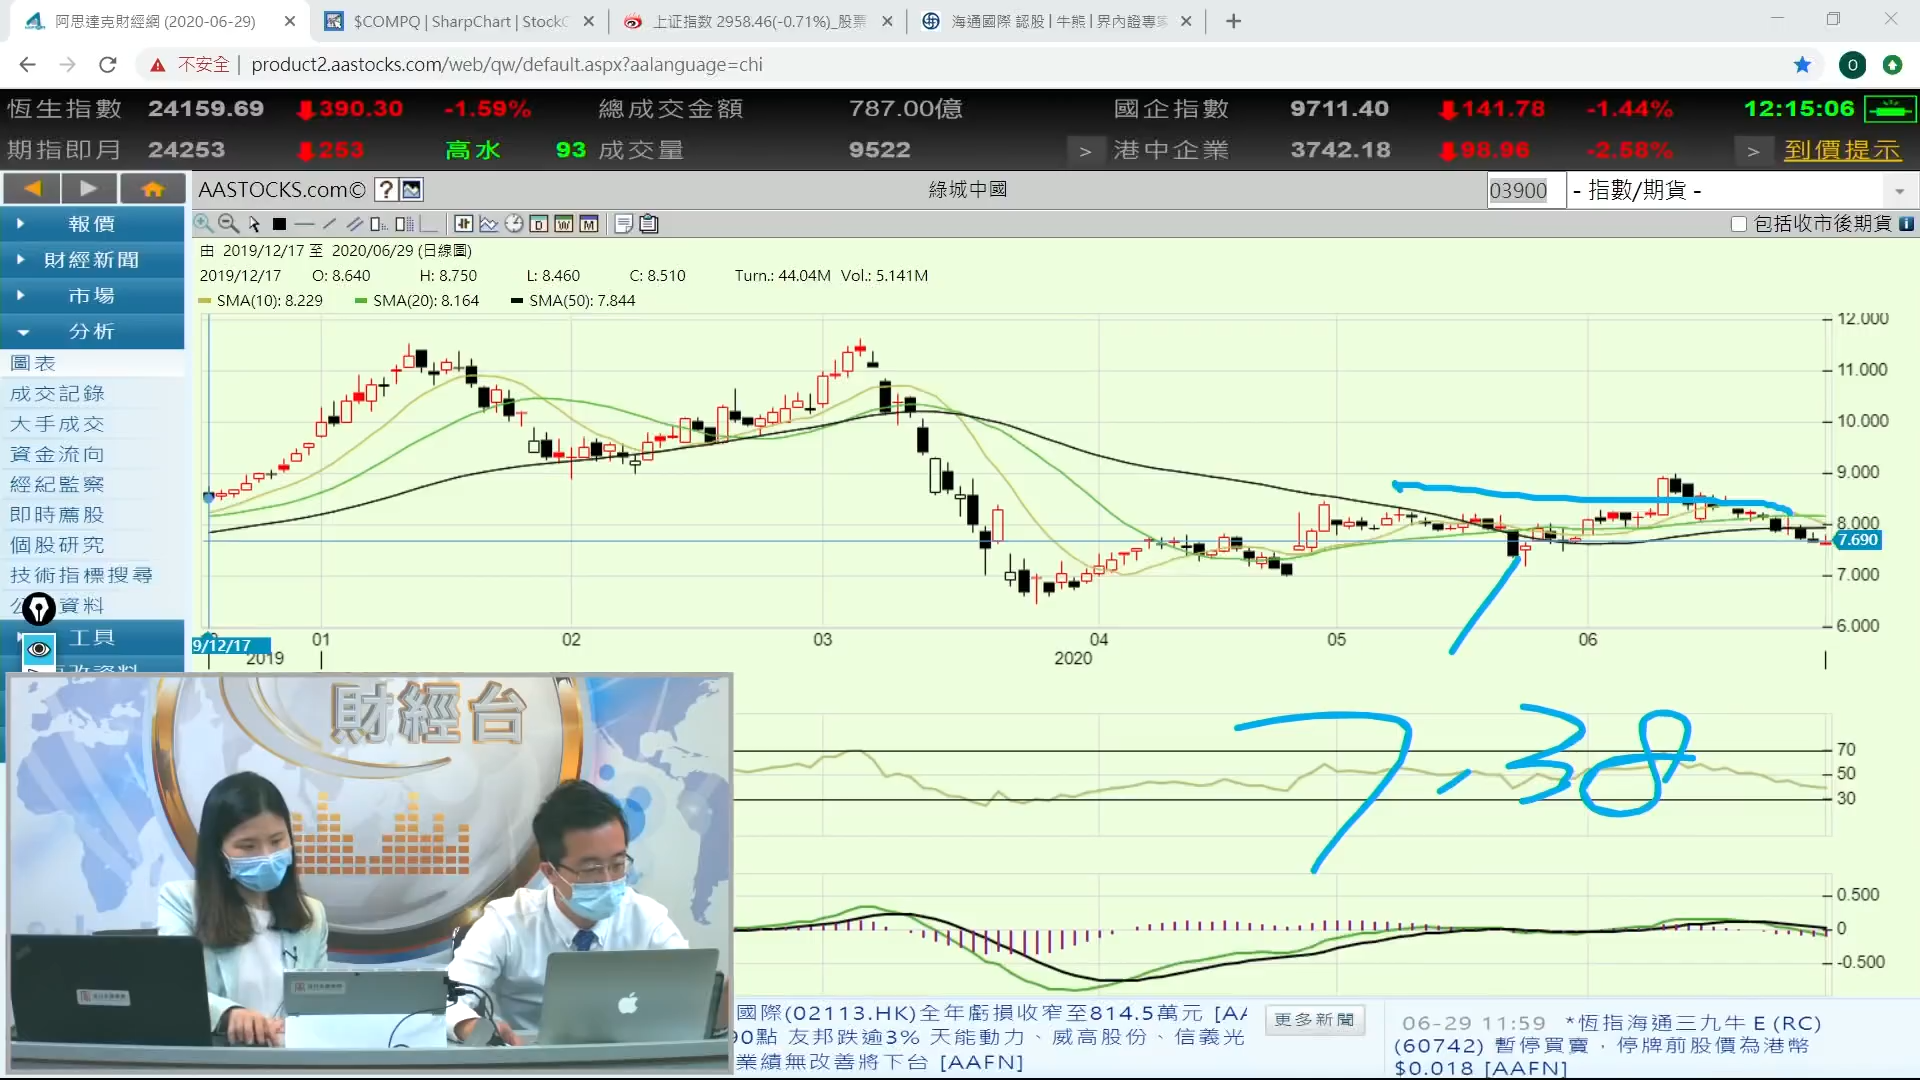 阿思達克財經網 (2020-06-29)
$COMPQ | SharpChart | StockC
上证指数 2958.46(-0.71%)_股票
海通國際 認股 | 牛熊 | 界內證專家
不安全
product2.aastocks.com/web/qw/default.aspx?aalanguage=chi
O
恆生指數 24159.69 390.30 -1.59% 總成交金額 787.00億 國企指數 9711.40 141.78 -1.44% 12:15:06
期指即月 24253 253 高水 93 成交量 9522 > 港中企業 3742.18 98.96 -2.58% > 到價提示
AASTOCKS.com© ? 綠城中國 03900 - 指數/期貨 -
D W M 包括收市後期貨 i
報價
財經新聞
市場
分析
圖表
成交記錄
大手成交
資金流向
經紀監察
即時薦股
個股研究
技術指標搜尋
資料
工具
由 2019/12/17 至 2020/06/29 (日線圖)
2019/12/17 O: 8.640 H: 8.750 L: 8.460 C: 8.510 Turn.: 44.04M Vol.: 5.141M
SMA(10): 8.229 SMA(20): 8.164 SMA(50): 7.844
12.000
11.000
10.000
9.000
8.000
7.690
7.000
6.000
9/12/17 01 02 03 04 05 06
2019 2020
7.38
70
50
30
0.500
0
-0.500
財經台
國際(02113.HK)全年虧損收窄至814.5萬元 [AA
90點 友邦跌逾3% 天能動力、威高股份、信義光
業績無改善將下台 [AAFN]
更多新聞
06-29 11:59 *恆指海通三九牛 E (RC)
(60742) 暫停買賣，停牌前股價為港幣
$0.018 [AAFN]